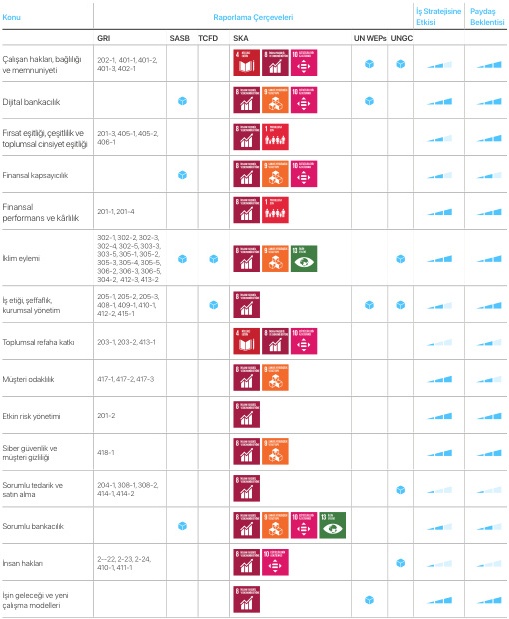 Konu
Raporlama Çerçeveleri
İş Stratejisine
Etkisi
Paydaş
Beklentisi
GRI
SASB
TCFD
SKA
UN WEPs
UNGC
Çalışan hakları, bağlılığı
ve memnuniyeti
202-1, 401-1, 401-2,
401-3, 402-1
4
8
10
Dijital bankacılık
8
9
10
Fırsat eşitliği, çeşitlilik ve
toplumsal cinsiyet eşitliği
201-3, 405-1, 405-2,
406-1
8
1
Finansal kapsayıcılık
8
9
10
Finansal
performans ve kârlılık
201-1, 201-4
8
1
İklim eylemi
302-1, 302-2, 302-3,
302-4, 302-5, 303-3,
303-5, 305-1, 305-2,
305-3, 305-4, 305-5,
306-2, 306-3, 306-5,
304-2, 412-3, 413-2
8
9
13
İş etiği, şeffaflık,
kurumsal yönetim
205-1, 205-2, 205-3,
408-1, 409-1, 410-1,
412-2, 415-1
8
Toplumsal refaha katkı
203-1, 203-2, 413-1
4
8
10
Müşteri odaklılık
417-1, 417-2, 417-3
8
9
Etkin risk yönetimi
201-2
8
Siber güvenlik ve
müşteri gizliliği
418-1
8
9
Sorumlu tedarik ve
satın alma
204-1, 308-1, 308-2,
414-1, 414-2
8
Sorumlu bankacılık
8
9
10
13
İnsan hakları
2--22, 2-23, 2-24,
410-1, 411-1
8
10
İşin geleceği ve yeni
çalışma modelleri
8